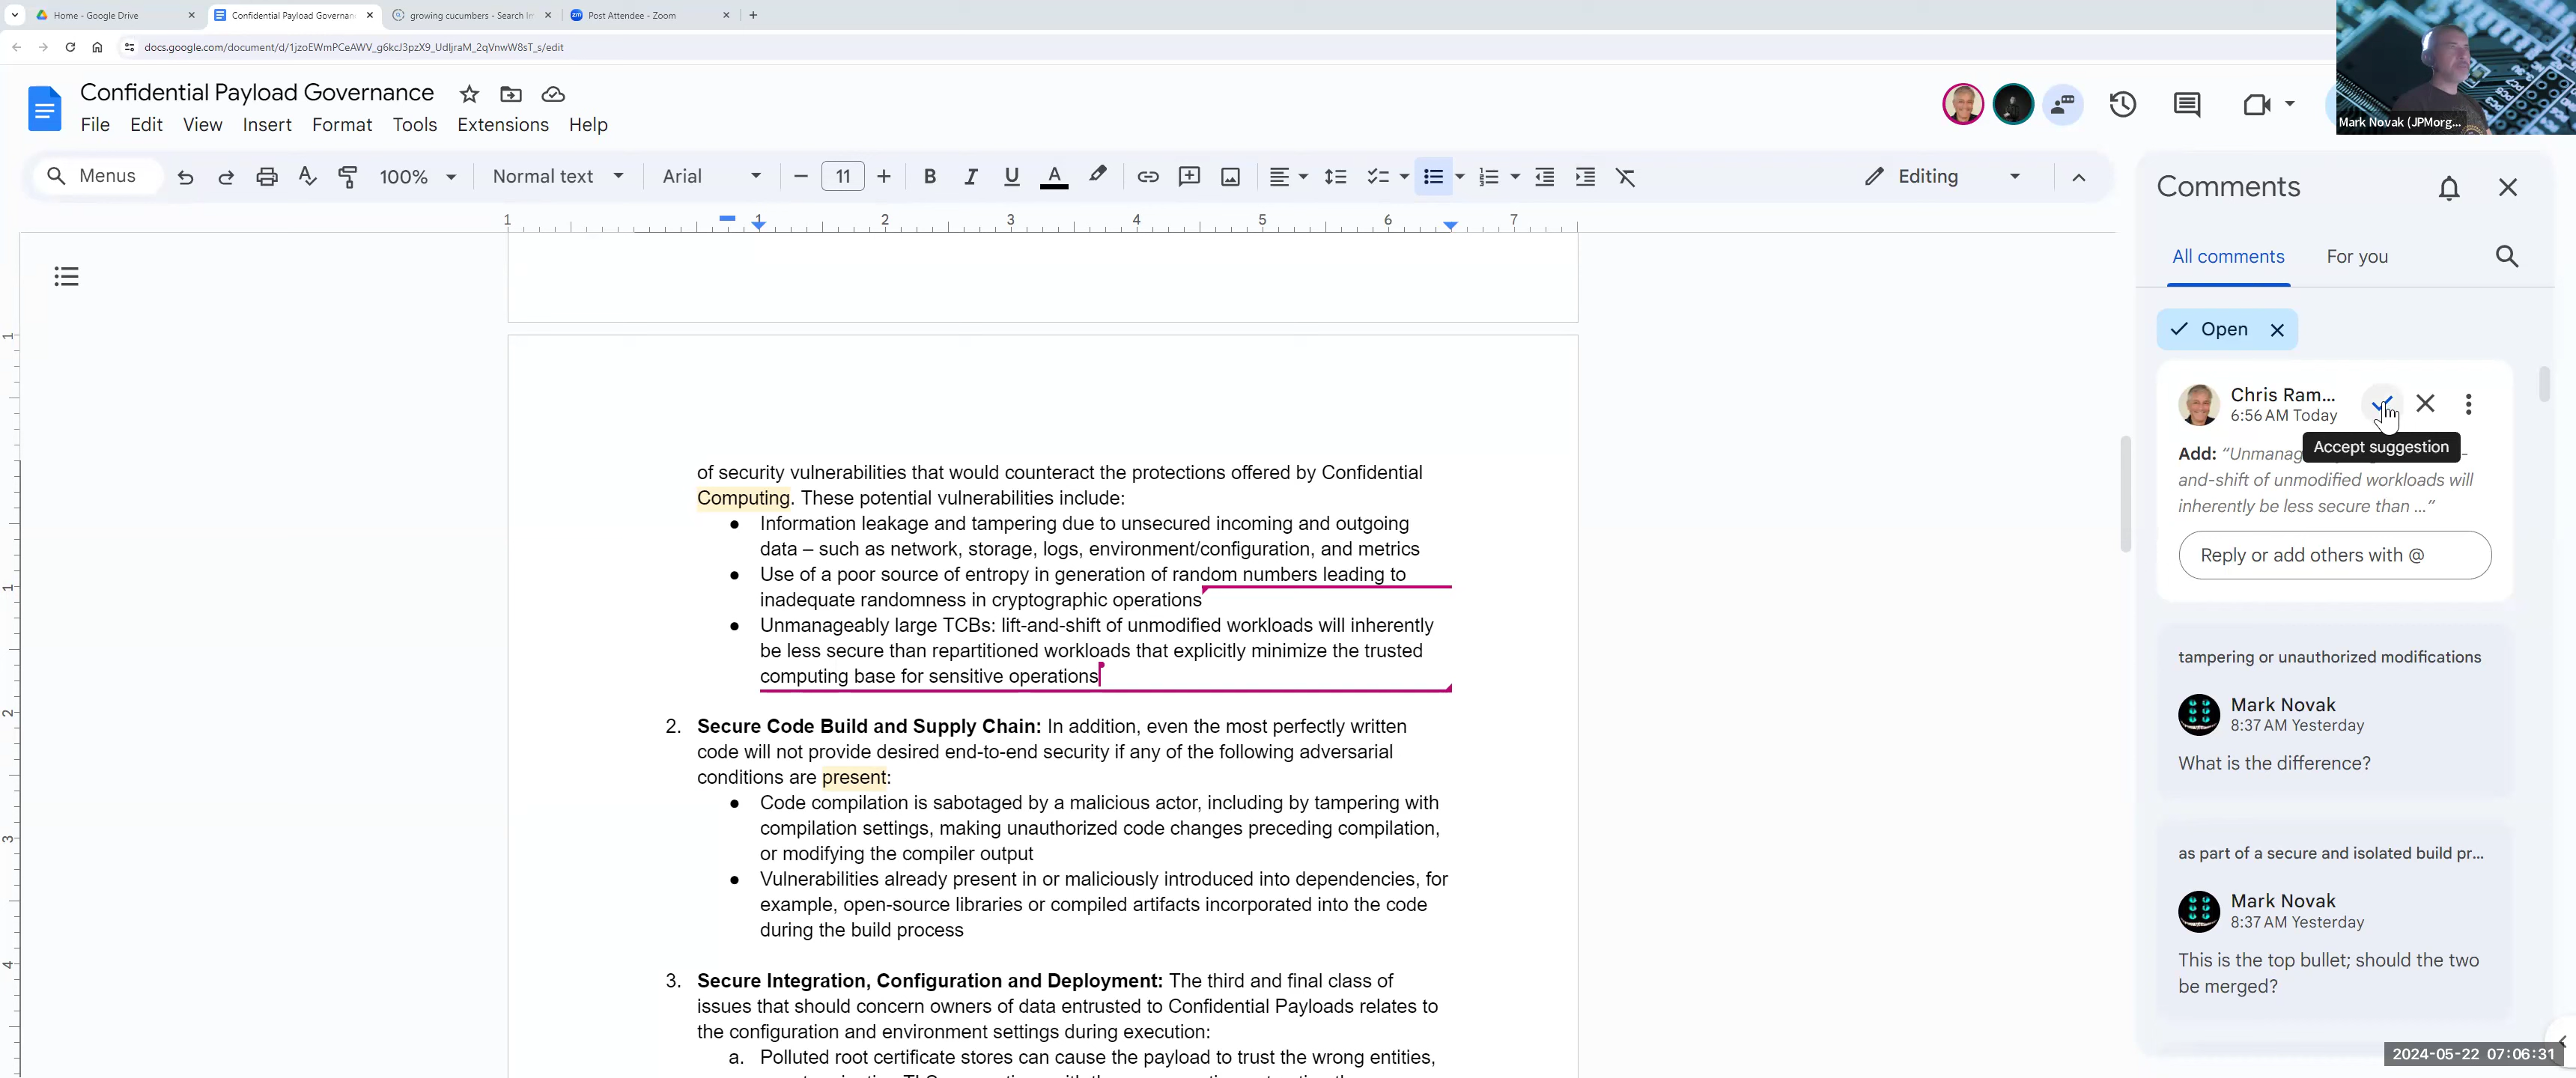 Home - Google Drive
Confidential Payload Governan
growing cucumbers - Search Im
Post Attendee - Zoom
docs.google.com/document/d/1jzoEWmPCeAWV_g6kcJ3pzX9_UdIjraM_2qVnwW8sT_s/edit
Confidential Payload Governance
File Edit View Insert Format Tools Extensions Help
Mark Novak (JPMorg...
Menus 100% Normal text Arial 11 Editing
1 1 2 3 4 5 6 7
Comments
All comments For you
Open
Chris Ram...
6:56 AM Today
Accept suggestion
Add: "Unmanag -
and-shift of unmodified workloads will
inherently be less secure than ..."
Reply or add others with @
tampering or unauthorized modifications
Mark Novak
8:37 AM Yesterday
What is the difference?
as part of a secure and isolated build pr...
Mark Novak
8:37 AM Yesterday
This is the top bullet; should the two
be merged?
of security vulnerabilities that would counteract the protections offered by Confidential
Computing. These potential vulnerabilities include:
● Information leakage and tampering due to unsecured incoming and outgoing
data – such as network, storage, logs, environment/configuration, and metrics
● Use of a poor source of entropy in generation of random numbers leading to
inadequate randomness in cryptographic operations
● Unmanageably large TCBs: lift-and-shift of unmodified workloads will inherently
be less secure than repartitioned workloads that explicitly minimize the trusted
computing base for sensitive operations
2. Secure Code Build and Supply Chain: In addition, even the most perfectly written
code will not provide desired end-to-end security if any of the following adversarial
conditions are present:
● Code compilation is sabotaged by a malicious actor, including by tampering with
compilation settings, making unauthorized code changes preceding compilation,
or modifying the compiler output
● Vulnerabilities already present in or maliciously introduced into dependencies, for
example, open-source libraries or compiled artifacts incorporated into the code
during the build process
3. Secure Integration, Configuration and Deployment: The third and final class of
issues that should concern owners of data entrusted to Confidential Payloads relates to
the configuration and environment settings during execution:
a. Polluted root certificate stores can cause the payload to trust the wrong entities,
2024-05-22 07:06:31